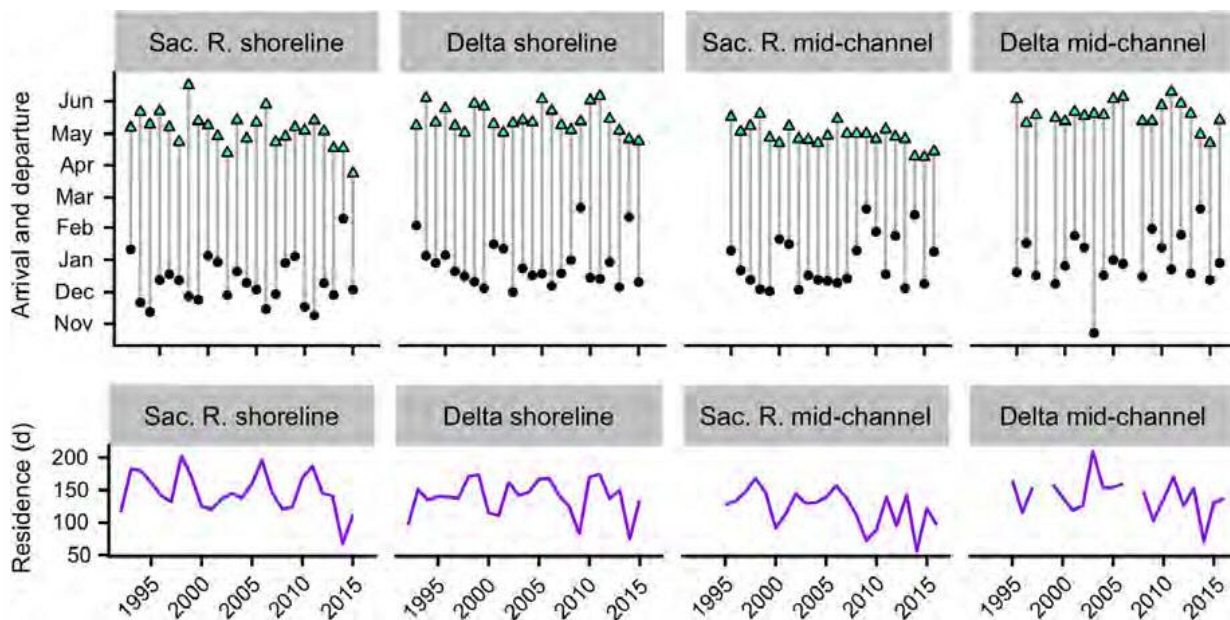 Sac. R. shoreline Delta shoreline Sac. R. mid-channel Delta mid-channel
Arrival and departure
Jun
May
Apr
Mar
Feb
Jan
Dec
Nov
Sac. R. shoreline Delta shoreline Sac. R. mid-channel Delta mid-channel
Residence (d)
200
150
100
50
1995 2000 2005 2010 2015 1995 2000 2005 2010 2015 1995 2000 2005 2010 2015 1995 2000 2005 2010 2015